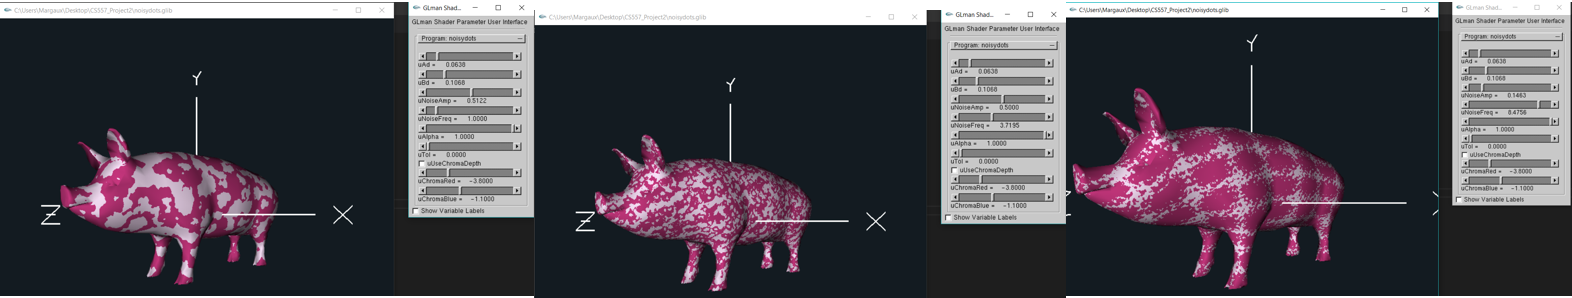 C:\Users\Margaux\Desktop\CS557_Project2\noisydots.glib
Y
Z
X
GLman Shad...
GLman Shader Parameter User Interface
Program: noisydots
uAd = 0.0638
uBd = 0.1068
uNoiseAmp = 0.5122
uNoiseFreq = 1.0000
uAlpha = 1.0000
uTol = 0.0000
uUseChromaDepth
uChromaRed = -3.6000
uChromaBlue = -1.1000
Show Variable Labels
C:\Users\Margaux\Desktop\CS557_Project2\noisydots.glib
Y
Z
X
GLman Shad...
GLman Shader Parameter User Interface
Program: noisydots
uAd = 0.0638
uBd = 0.1068
uNoiseAmp = 0.5000
uNoiseFreq = 3.7195
uAlpha = 1.0000
uTol = 0.0000
uUseChromaDepth
uChromaRed = -3.6000
uChromaBlue = -1.1000
Show Variable Labels
C:\Users\Margaux\Desktop\CS557_Project2\noisydots.glib
Y
GLman Shad...
GLman Shader Parameter User Interface
Program: noisydots
uAd = 0.0638
uBd = 0.1068
uNoiseAmp = 0.1463
uNoiseFreq = 8.4756
uAlpha = 1.0000
uTol = 0.0000
uUseChromaDepth
uChromaRed = -3.6000
uChromaBlue = -1.1000
Show Variable Labels